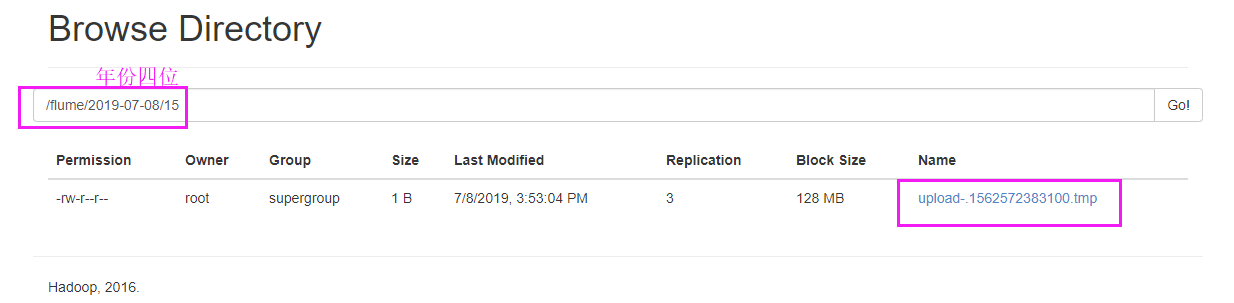 Browse Directory
年份四位
/flume/2019-07-08/15 Go!
Permission Owner Group Size Last Modified Replication Block Size Name
-rw-r--r-- root supergroup 1 B 7/8/2019, 3:53:04 PM 3 128 MB upload-.1562572383100.tmp
Hadoop, 2016.